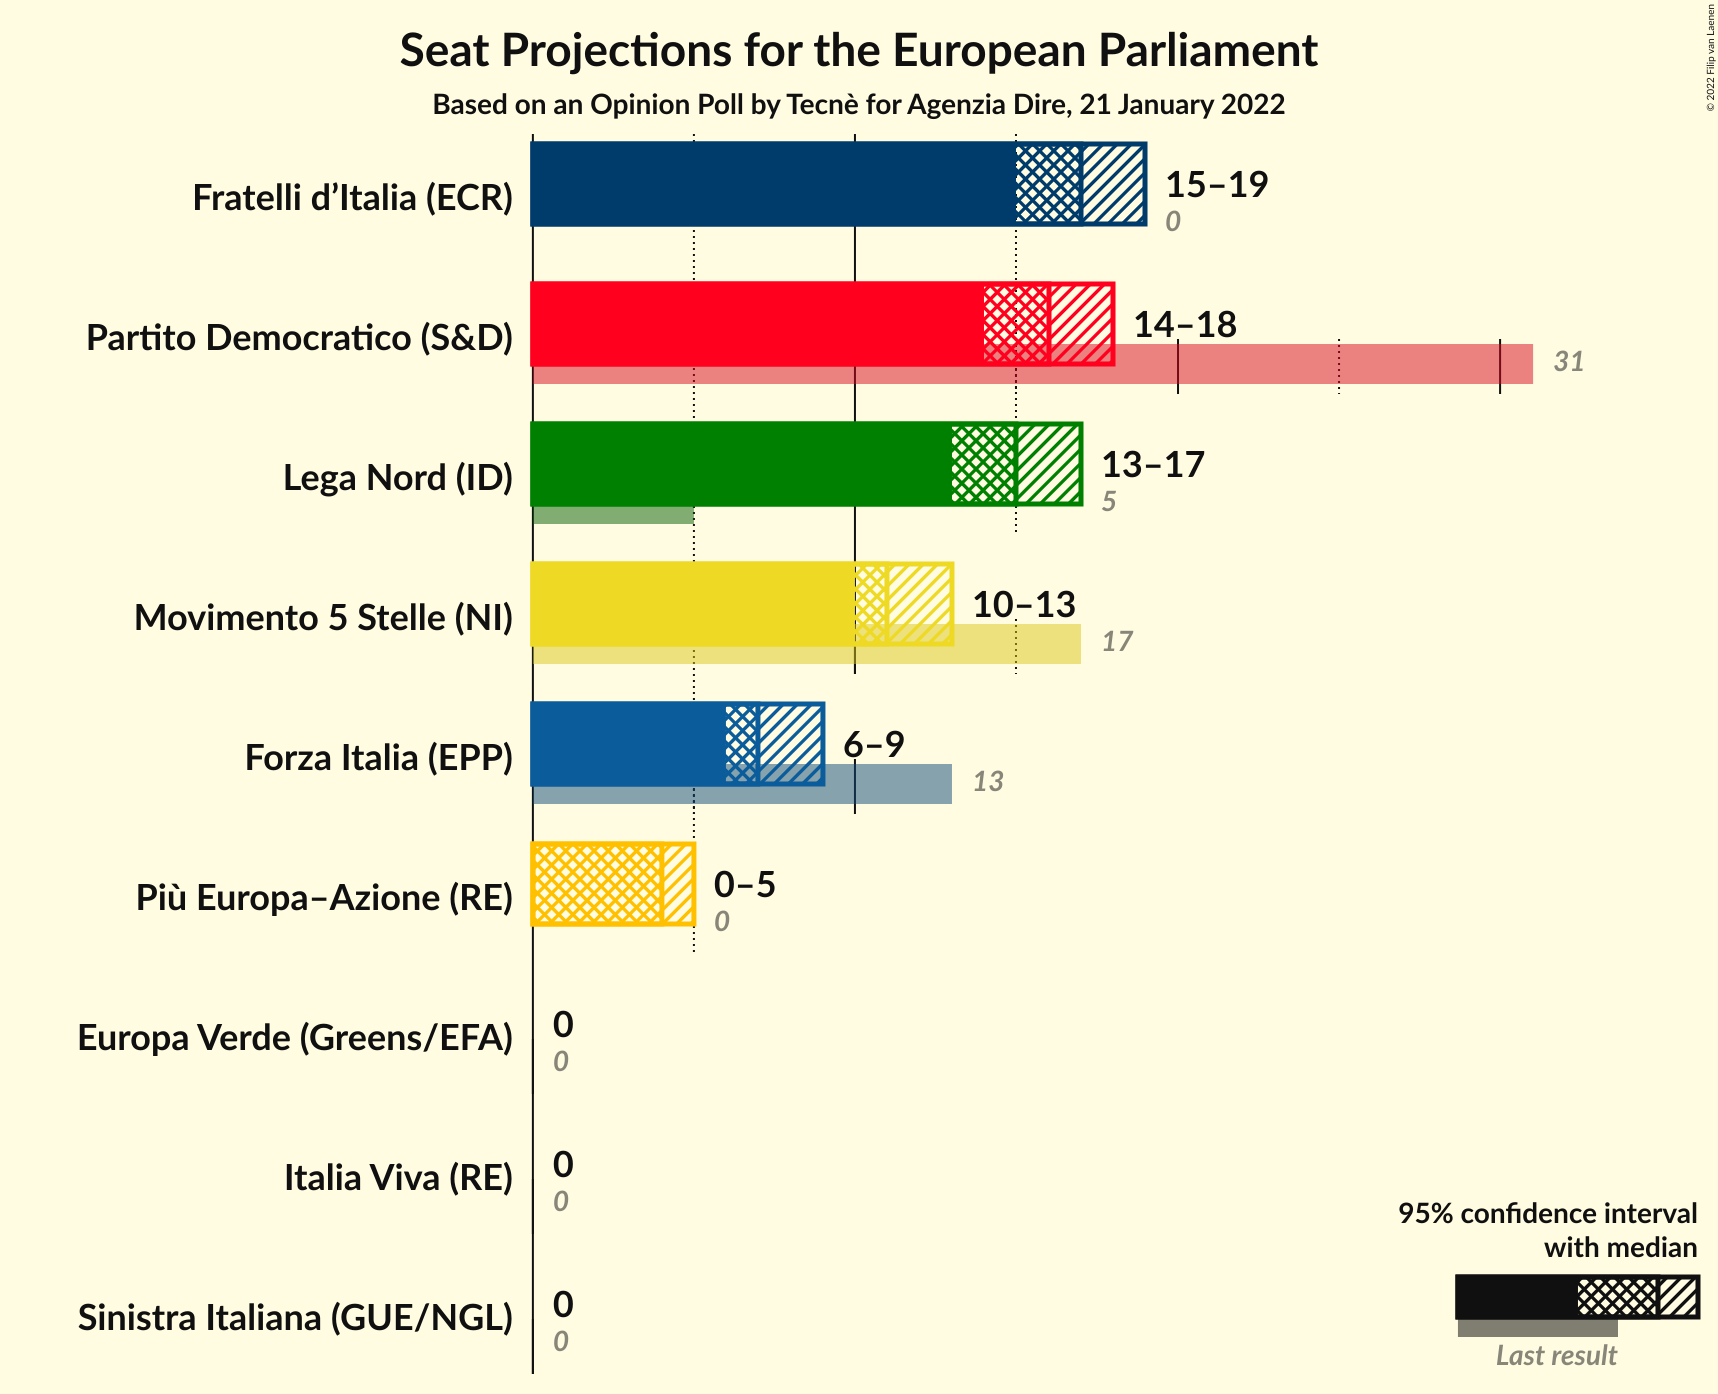 Seat Projections for the European Parliament
Based on an Opinion Poll by Tecnè for Agenzia Dire, 21 January 2022
© 2022 Filip van Laenen
Fratelli d’Italia (ECR)
15–19
0
Partito Democratico (S&D)
14–18
31
Lega Nord (ID)
13–17
5
Movimento 5 Stelle (NI)
10–13
17
Forza Italia (EPP)
6–9
13
Più Europa–Azione (RE)
0–5
0
Europa Verde (Greens/EFA)
0
0
Italia Viva (RE)
0
0
Sinistra Italiana (GUE/NGL)
0
0
95% confidence interval
with median
Last result